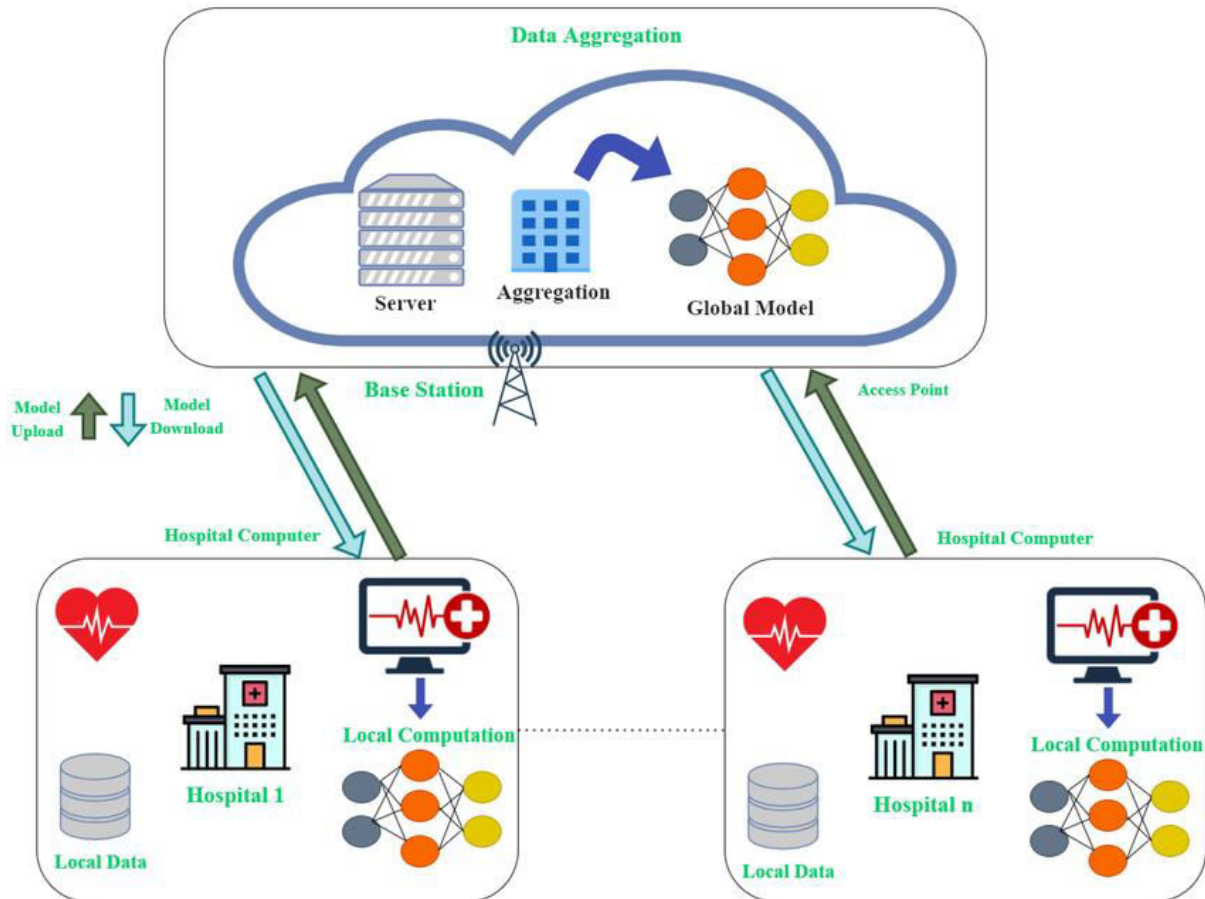 Data Aggregation
Server
Aggregation
Global Model
Base Station
Access Point
Model
Upload
Model
Download
Hospital Computer
Hospital Computer
Local Computation
Hospital 1
Local Data
Local Computation
Hospital n
Local Data